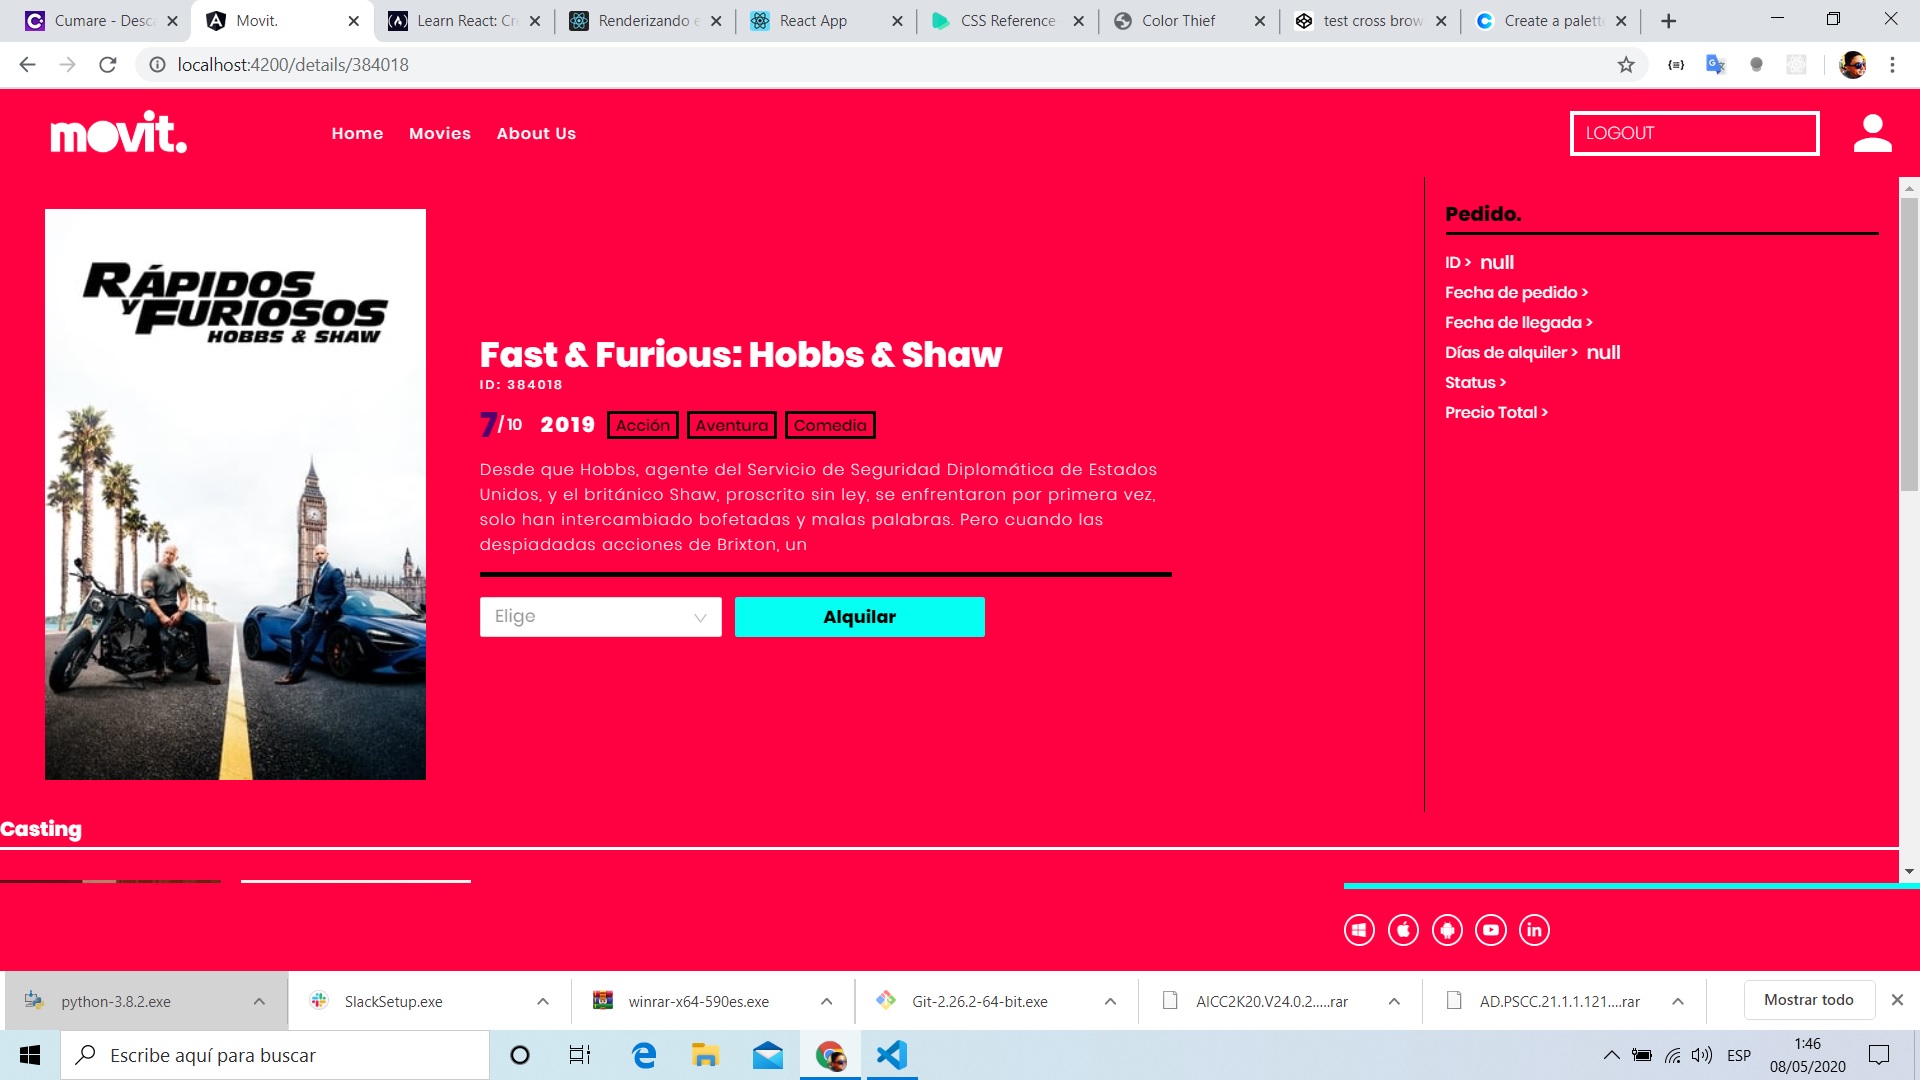 Cumare - Desc
Movit.
Learn React: Cr
Renderizando e
React App
CSS Reference
Color Thief
test cross brow
Create a palett
localhost:4200/details/384018
movit.
Home
Movies
About Us
LOGOUT
RÁPIDOS
Y FURIOSOS
HOBBS & SHAW
Fast & Furious: Hobbs & Shaw
ID: 384018
7/10 2019 Acción Aventura Comedia
Desde que Hobbs, agente del Servicio de Seguridad Diplomática de Estados
Unidos, y el británico Shaw, proscrito sin ley, se enfrentaron por primera vez,
solo han intercambiado bofetadas y malas palabras. Pero cuando las
despiadadas acciones de Brixton, un
Elige
Alquilar
Pedido.
ID > null
Fecha de pedido >
Fecha de llegada >
Días de alquiler > null
Status >
Precio Total >
Casting
python-3.8.2.exe
SlackSetup.exe
winrar-x64-590es.exe
Git-2.26.2-64-bit.exe
AICC2K20.V24.0.2.....rar
AD.PSCC.21.1.1.121....rar
Mostrar todo
Escribe aquí para buscar
ESP
1:46
08/05/2020